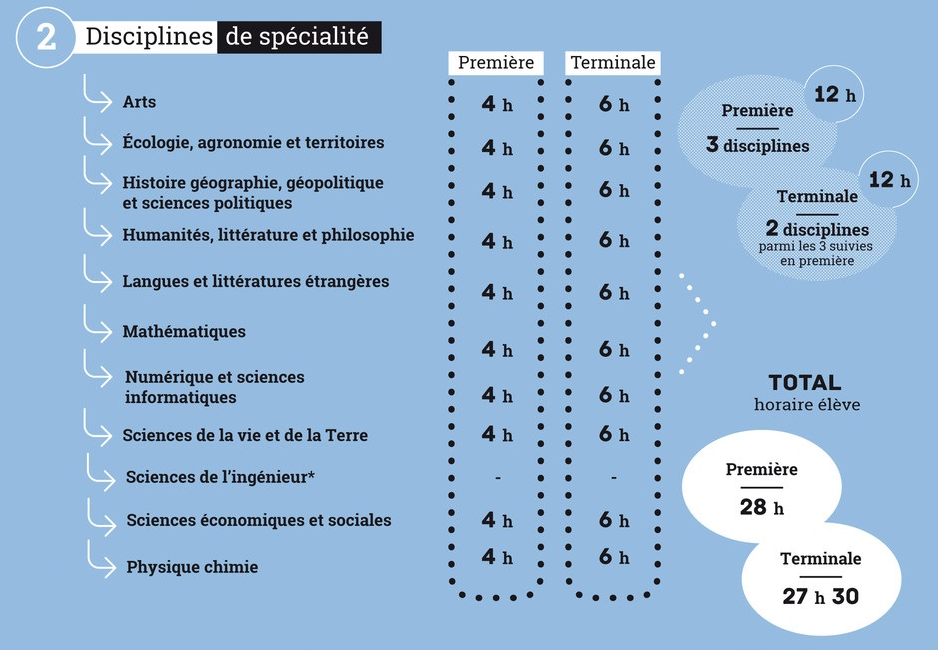 2 Disciplines de spécialité
Première Terminale
Arts 4 h 6 h
Écologie, agronomie et territoires 4 h 6 h
Histoire géographie, géopolitique
et sciences politiques 4 h 6 h
Humanités, littérature et philosophie 4 h 6 h
Langues et littératures étrangères 4 h 6 h
Mathématiques 4 h 6 h
Numérique et sciences
informatiques 4 h 6 h
Sciences de la vie et de la Terre 4 h 6 h
Sciences de l'ingénieur* - -
Sciences économiques et sociales 4 h 6 h
Physique chimie 4 h 6 h
12 h
Première
3 disciplines
12 h
Terminale
2 disciplines
parmi les 3 suivies
en première
TOTAL
horaire élève
Première
28 h
Terminale
27 h 30